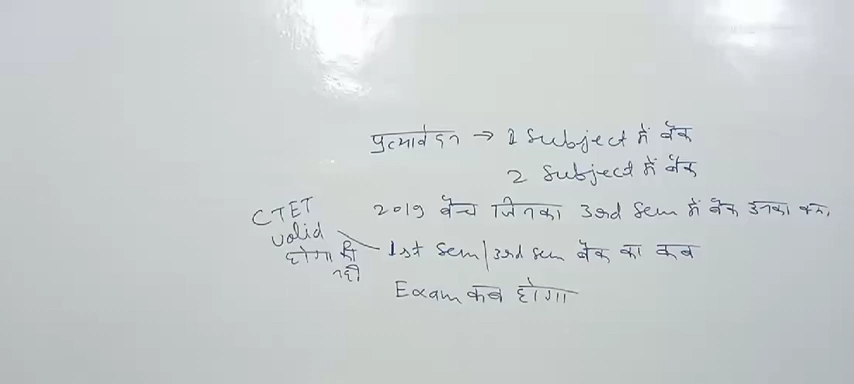 प्रत्यावेदन → 1 Subject में बैक
2 Subject में बैक
2019 बैच जिनका 3rd Sem में बैक उनका क्या
CTET
valid
होगा की
नही
1st Sem/3rd Sem बैक का कब
Exam कब होगा